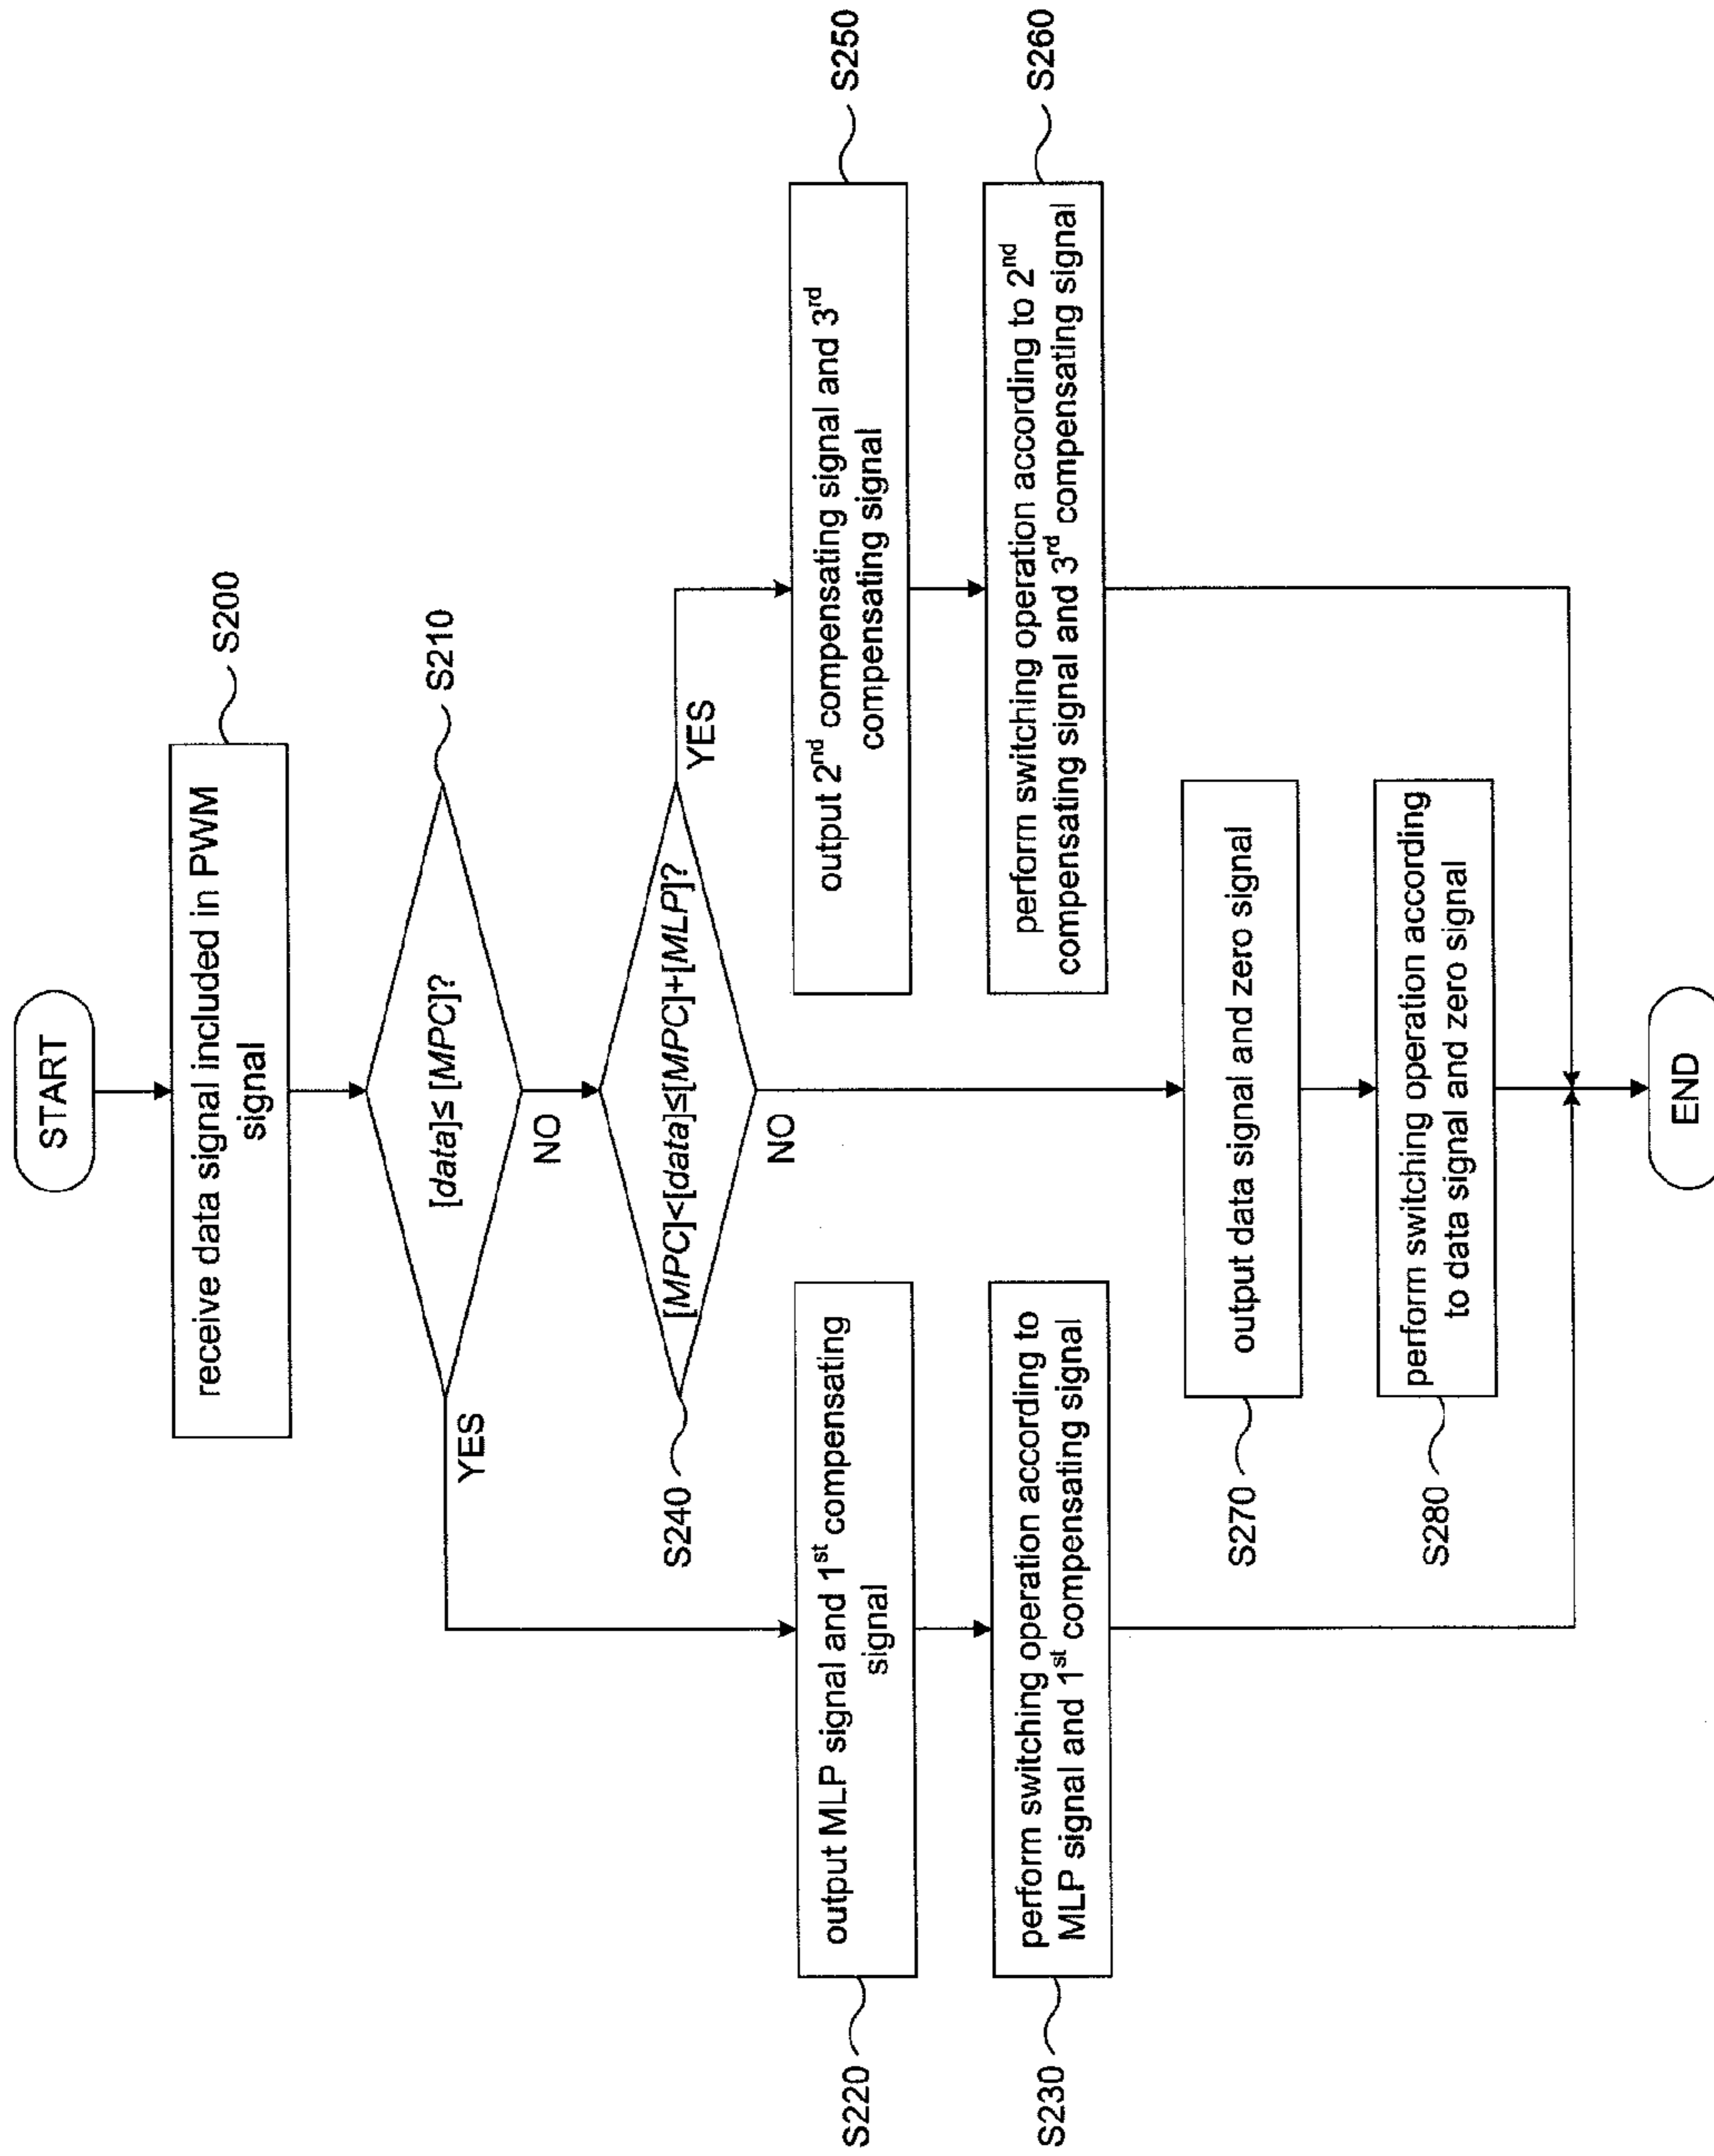 START
receive data signal included in PWM
signal
S200
[data]≤ [MPC]?
S210
YES
NO
[MPC]<[data]≤[MPC]+[MLP]?
S240
YES
NO
output MLP signal and 1st compensating
signal
S220
perform switching operation according to
MLP signal and 1st compensating signal
S230
output 2nd compensating signal and 3rd
compensating signal
S250
perform switching operation according to 2nd
compensating signal and 3rd compensating signal
S260
output data signal and zero signal
S270
perform switching operation according
to data signal and zero signal
S280
END